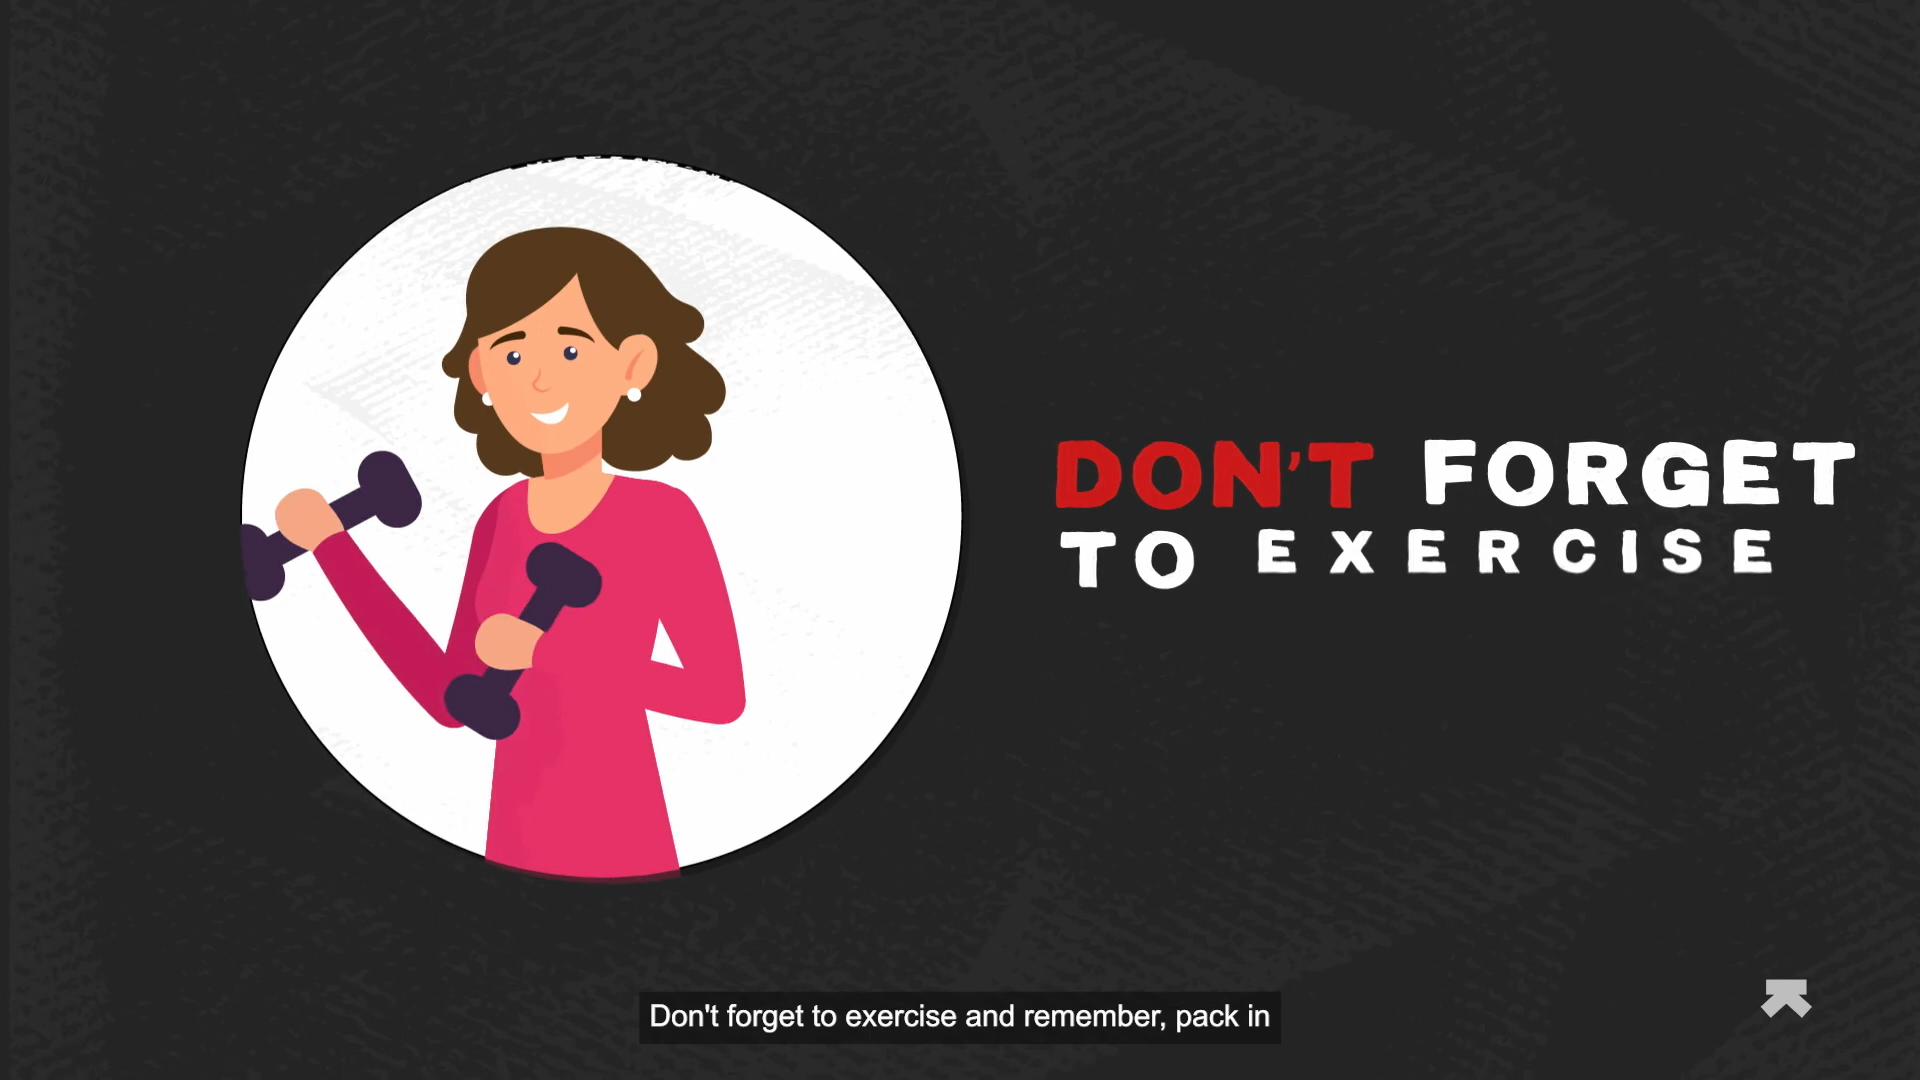 DON'T FORGET
TO EXERCISE
Don't forget to exercise and remember, pack in